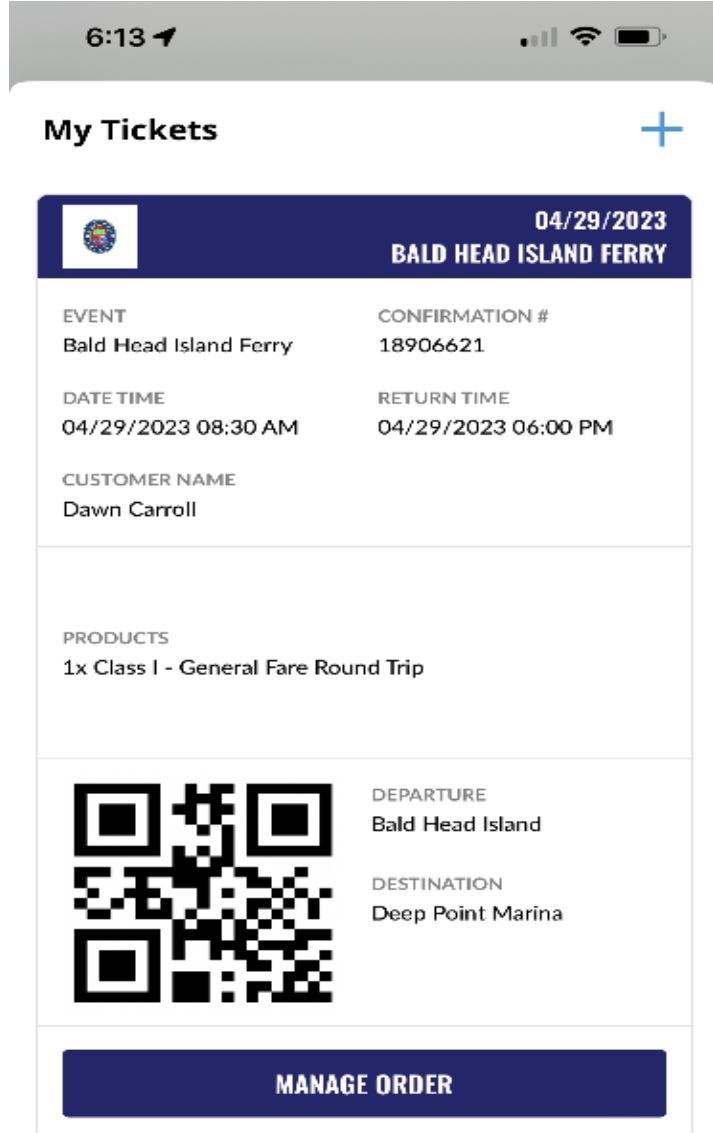 6:13
My Tickets
04/29/2023
BALD HEAD ISLAND FERRY
EVENT
Bald Head Island Ferry
CONFIRMATION #
18906621
DATE TIME
04/29/2023 08:30 AM
RETURN TIME
04/29/2023 06:00 PM
CUSTOMER NAME
Dawn Carroll
PRODUCTS
1x Class I - General Fare Round Trip
DEPARTURE
Bald Head Island
DESTINATION
Deep Point Marina
MANAGE ORDER